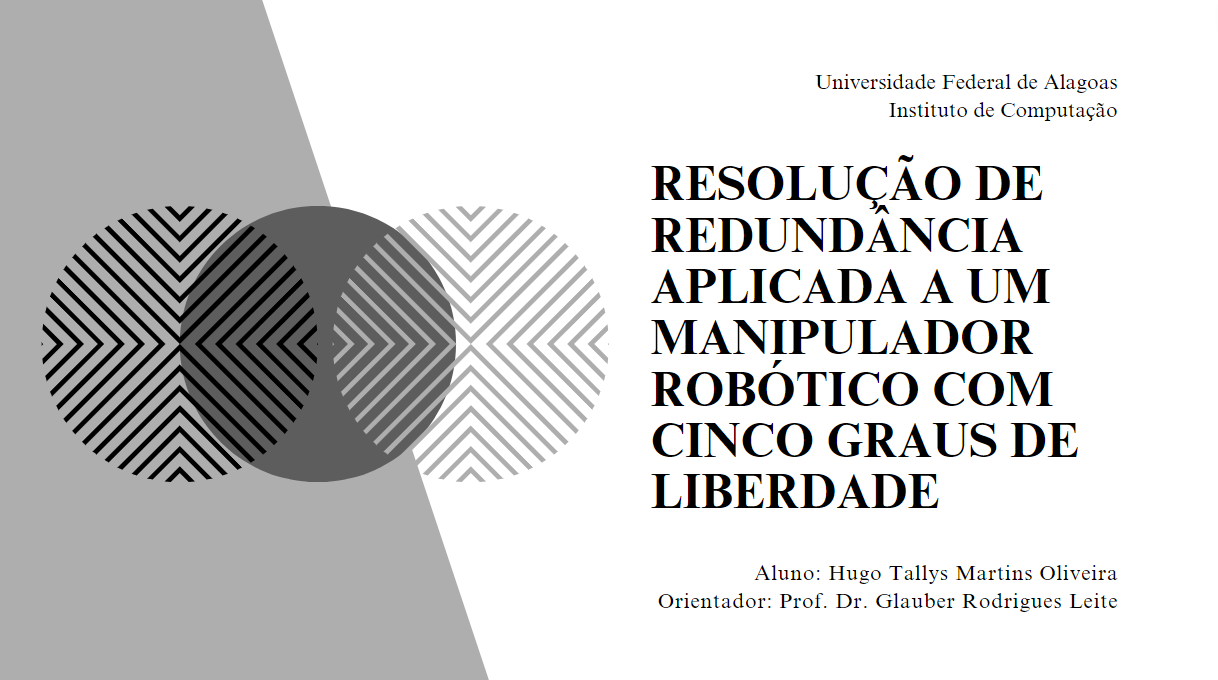 Universidade Federal de Alagoas
Instituto de Computação
RESOLUÇÃO DE
REDUNDÂNCIA
APLICADA A UM
MANIPULADOR
ROBÓTICO COM
CINCO GRAUS DE
LIBERDADE
Aluno: Hugo Tallys Martins Oliveira
Orientador: Prof. Dr. Glauber Rodrigues Leite